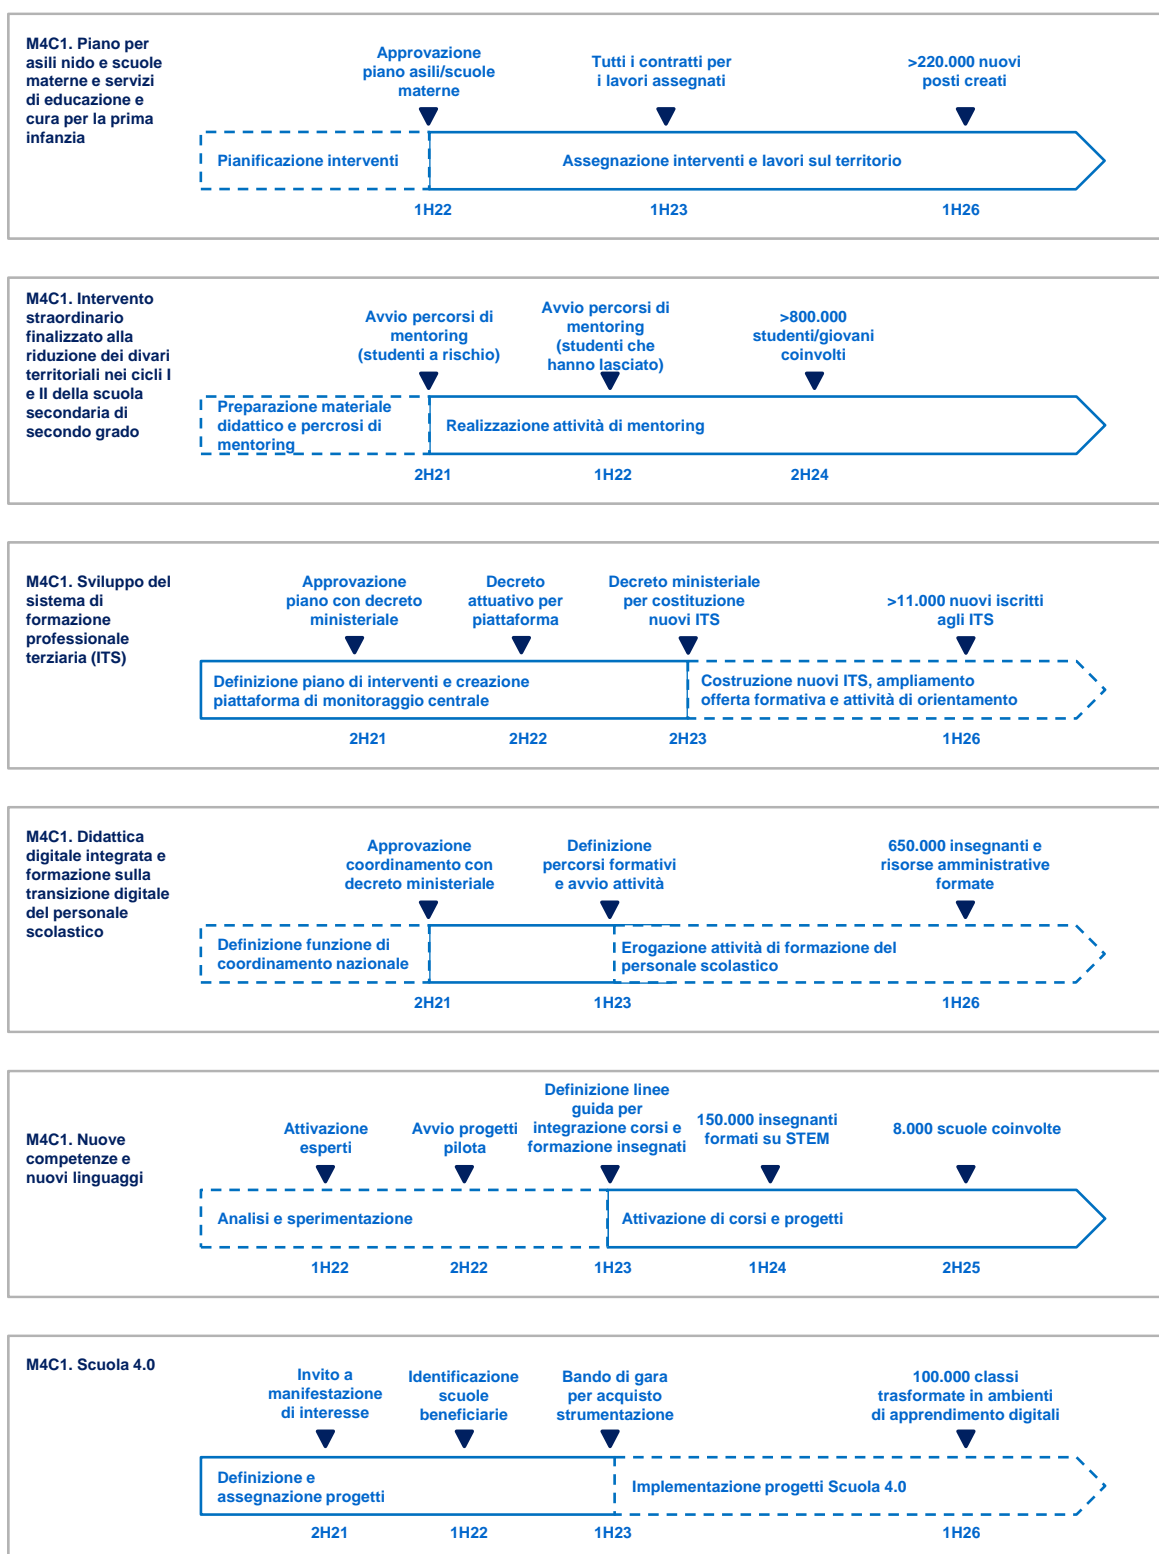 M4C1. Piano per
asili nido e scuole
materne e servizi
di educazione e
cura per la prima
infanzia
Approvazione
piano asili/scuole
materne
Tutti i contratti per
i lavori assegnati
>220.000 nuovi
posti creati
Pianificazione interventi
Assegnazione interventi e lavori sul territorio
1H22
1H23
1H26
M4C1. Intervento
straordinario
finalizzato alla
riduzione dei divari
territoriali nei cicli I
e II della scuola
secondaria di
secondo grado
Avvio percorsi di
mentoring
(studenti a rischio)
Avvio percorsi di
mentoring
(studenti che
hanno lasciato)
>800.000
studenti/giovani
coinvolti
Preparazione materiale
didattico e percrosi di
mentoring
Realizzazione attività di mentoring
2H21
1H22
2H24
M4C1. Sviluppo del
sistema di
formazione
professionale
terziaria (ITS)
Approvazione
piano con decreto
ministeriale
Decreto
attuativo per
piattaforma
Decreto ministeriale
per costituzione
nuovi ITS
>11.000 nuovi iscritti
agli ITS
Definizione piano di interventi e creazione
piattaforma di monitoraggio centrale
Costruzione nuovi ITS, ampliamento
offerta formativa e attività di orientamento
2H21
2H22
2H23
1H26
M4C1. Didattica
digitale integrata e
formazione sulla
transizione digitale
del personale
scolastico
Approvazione
coordinamento con
decreto ministeriale
Definizione
percorsi formativi
e avvio attività
650.000 insegnanti e
risorse amministrative
formate
Definizione funzione di
coordinamento nazionale
Erogazione attività di formazione del
personale scolastico
2H21
1H23
1H26
M4C1. Nuove
competenze e
nuovi linguaggi
Attivazione
esperti
Avvio progetti
pilota
Definizione linee
guida per
integrazione corsi e
formazione insegnati
150.000 insegnanti
formati su STEM
8.000 scuole coinvolte
Analisi e sperimentazione
Attivazione di corsi e progetti
1H22
2H22
1H23
1H24
2H25
M4C1. Scuola 4.0
Invito a
manifestazione
di interesse
Identificazione
scuole
beneficiarie
Bando di gara
per acquisto
strumentazione
100.000 classi
trasformate in ambienti
di apprendimento digitali
Definizione e
assegnazione progetti
Implementazione progetti Scuola 4.0
2H21
1H22
1H23
1H26